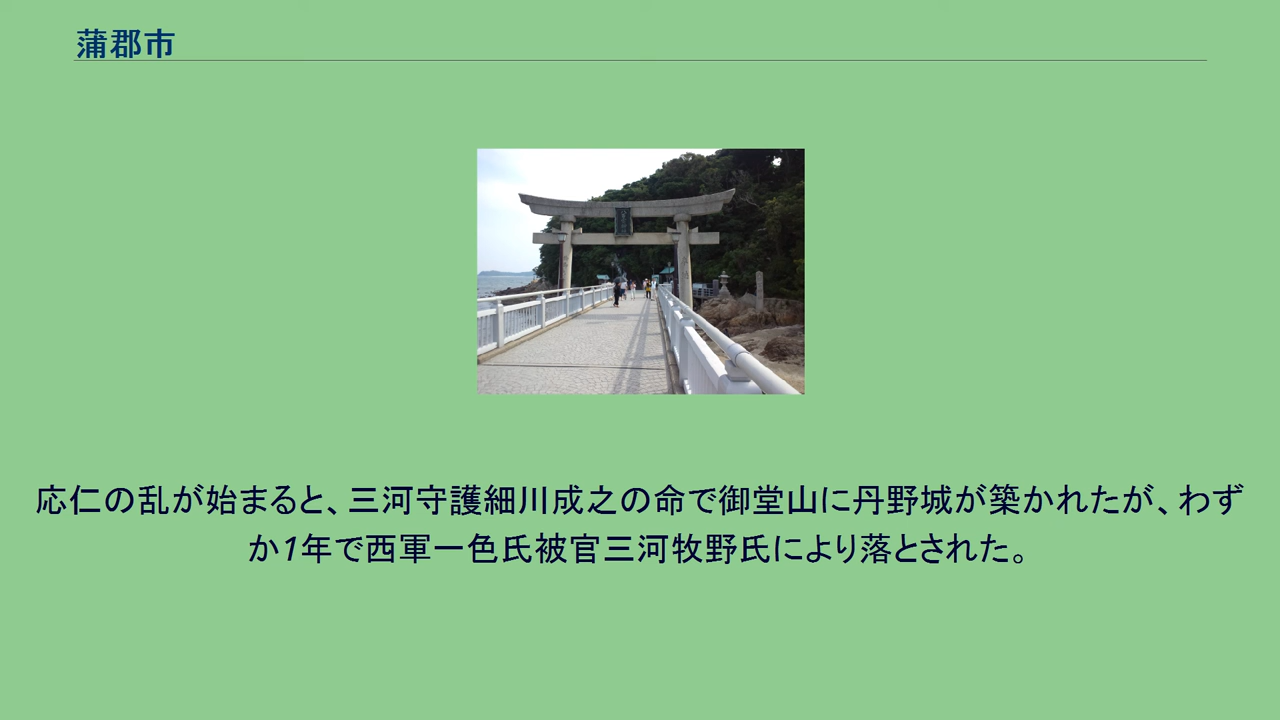 蒲郡市
応仁の乱が始まると、三河守護細川成之の命で御堂山に丹野城が築かれたが、わず
か1年で西軍一色氏被官三河牧野氏により落とされた。